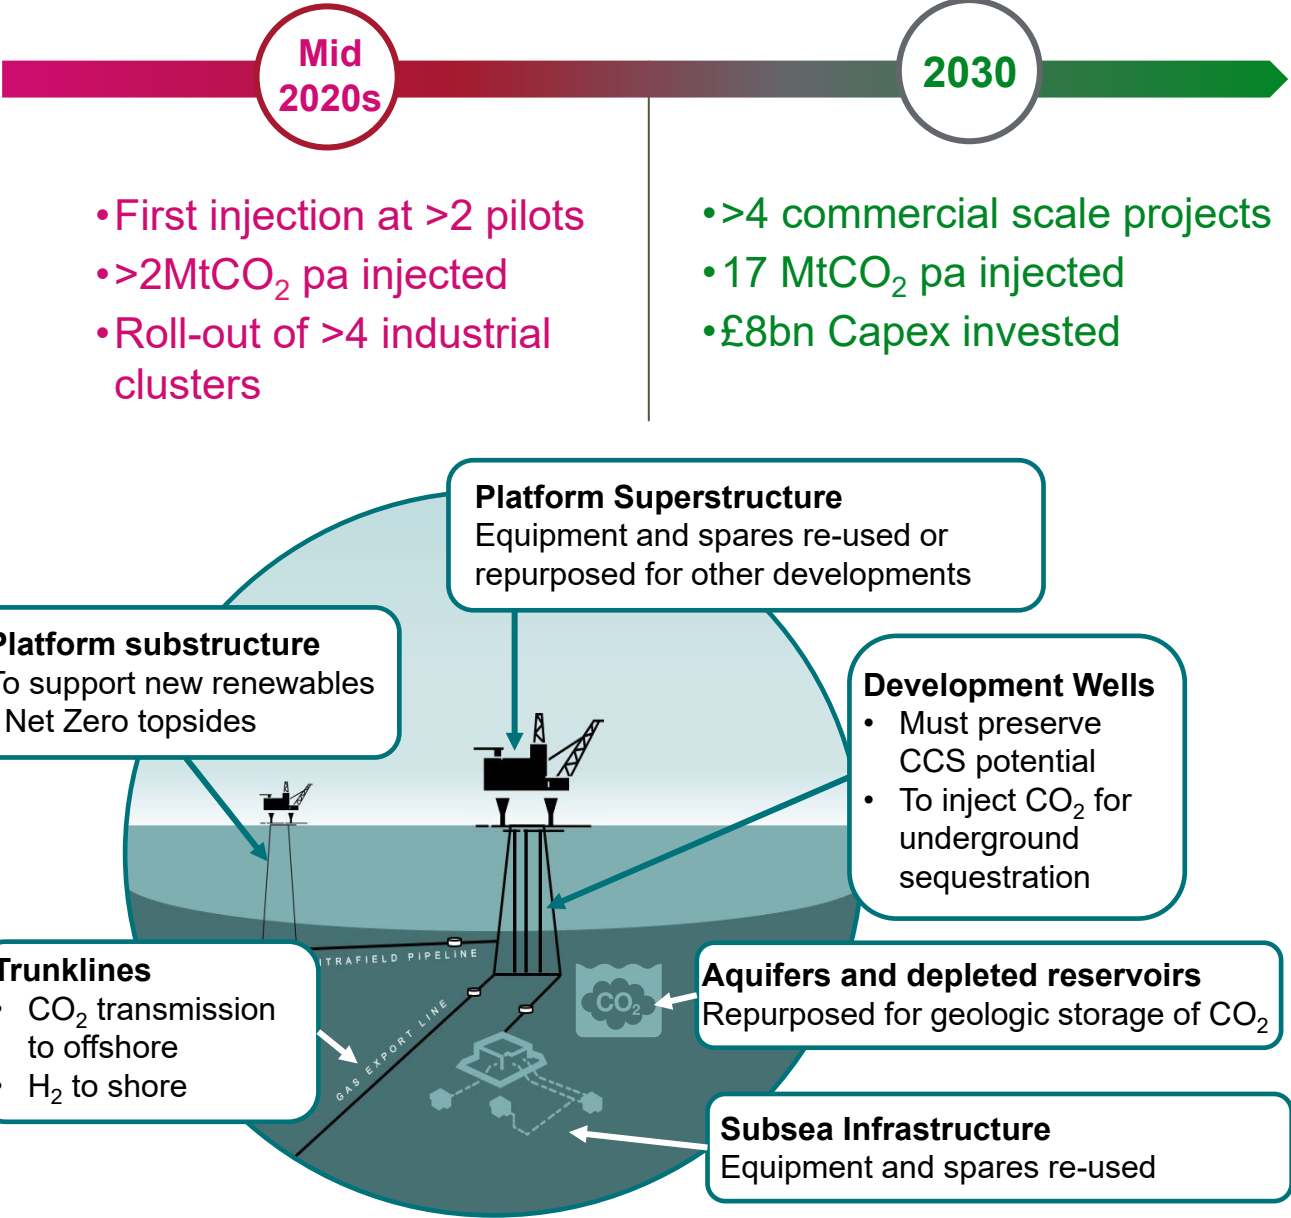 Mid
2020s
2030
•First injection at >2 pilots
•>2MtCO₂ pa injected
•Roll-out of >4 industrial
clusters
•>4 commercial scale projects
•17 MtCO₂ pa injected
•£8bn Capex invested
Platform Superstructure
Equipment and spares re-used or
repurposed for other developments
Platform substructure
To support new renewables
Net Zero topsides
Development Wells
• Must preserve
CCS potential
• To inject CO₂ for
underground
sequestration
Trunklines
• CO₂ transmission
to offshore
• H₂ to shore
TRAFIELD PIPELINE
GAS EXPORT LINE
CO₂
Aquifers and depleted reservoirs
Repurposed for geologic storage of CO₂
Subsea Infrastructure
Equipment and spares re-used